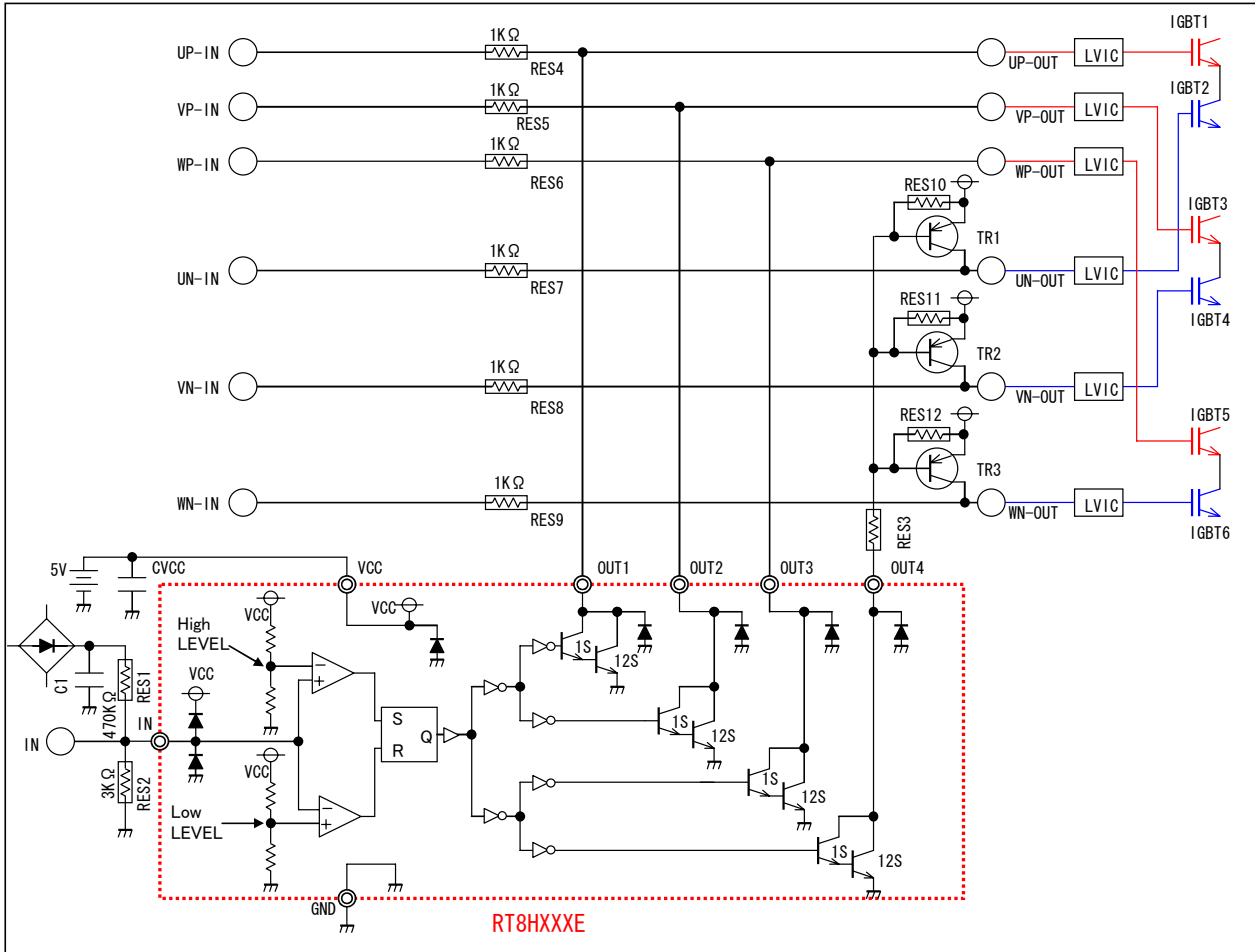 IGBT1
1KΩ
UP-IN
RES4
UP-OUT
LVIC
IGBT2
1KΩ
VP-IN
RES5
VP-OUT
LVIC
1KΩ
WP-IN
RES6
WP-OUT
LVIC
RES10
IGBT3
TR1
1KΩ
UN-IN
RES7
UN-OUT
LVIC
RES11
IGBT4
TR2
1KΩ
VN-IN
RES8
VN-OUT
LVIC
RES12
IGBT5
TR3
1KΩ
WN-IN
RES9
WN-OUT
LVIC
IGBT6
RES3
5V
CVCC
VCC
OUT1
OUT2
OUT3
OUT4
VCC
VCC
High
LEVEL
1S
12S
C1
470KΩ
RES1
VCC
IN
IN
S
Q
R
1S
12S
3KΩ
RES2
VCC
Low
LEVEL
1S
12S
1S
12S
GND
RT8HXXXE
− 
+
−
+